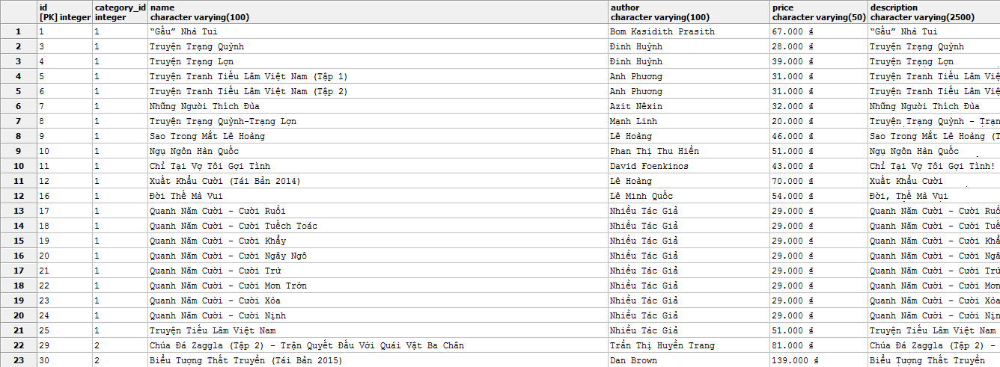 id category_id name author price description
[PK] integer integer character varying(100) character varying(100) character varying(50) character varying(2500)
1 1 1 “Gấu” Nhà Tui Bom Kasidith Prasith 67.000 ₫ “Gấu” Nhà Tui
2 3 1 Truyện Trạng Quỳnh Đinh Huỳnh 28.000 ₫ Truyện Trạng Quỳnh
3 4 1 Truyện Trạng Lợn Đinh Huỳnh 39.000 ₫ Truyện Trạng Lợn
4 5 1 Truyện Tranh Tiếu Lâm Việt Nam (Tập 1) Anh Phương 31.000 ₫ Truyện Tranh Tiếu Lâm Việ
5 6 1 Truyện Tranh Tiếu Lâm Việt Nam (Tập 2) Anh Phương 31.000 ₫ Truyện Tranh Tiếu Lâm Việ
6 7 1 Những Người Thích Đùa Azit Nêxin 32.000 ₫ Những Người Thích Đùa
7 8 1 Truyện Trạng Quỳnh-Trạng Lợn Mạnh Linh 20.000 ₫ Truyện Trạng Quỳnh - Trạn
8 9 1 Sao Trong Mắt Lê Hoàng Lê Hoàng 46.000 ₫ Sao Trong Mắt Lê Hoàng (T
9 10 1 Ngụ Ngôn Hàn Quốc Phan Thị Thu Hiền 51.000 ₫ Ngụ Ngôn Hàn Quốc
10 11 1 Chỉ Tại Vợ Tôi Gợi Tình David Foenkinos 43.000 ₫ Chỉ Tại Vợ Tôi Gợi Tình!
11 12 1 Xuất Khẩu Cười (Tái Bản 2014) Lê Hoàng 70.000 ₫ Xuất Khẩu Cười
12 16 1 Đời Thế Mà Vui Lê Minh Quốc 54.000 ₫ Đời, Thế Mà Vui
13 17 1 Quanh Năm Cười - Cười Ruồi Nhiều Tác Giả 29.000 ₫ Quanh Năm Cười - Cười Ruồ
14 18 1 Quanh Năm Cười - Cười Tuếch Toác Nhiều Tác Giả 29.000 ₫ Quanh Năm Cười - Cười Tuế
15 19 1 Quanh Năm Cười - Cười Khẩy Nhiều Tác Giả 29.000 ₫ Quanh Năm Cười - Cười Khẩ
16 20 1 Quanh Năm Cười - Cười Ngây Ngô Nhiều Tác Giả 29.000 ₫ Quanh Năm Cười - Cười Ngâ
17 21 1 Quanh Năm Cười - Cười Trừ Nhiều Tác Giả 29.000 ₫ Quanh Năm Cười - Cười Trừ
18 22 1 Quanh Năm Cười - Cười Mơn Trớn Nhiều Tác Giả 29.000 ₫ Quanh Năm Cười - Cười Mơn
19 23 1 Quanh Năm Cười - Cười Xòa Nhiều Tác Giả 29.000 ₫ Quanh Năm Cười - Cười Xòa
20 24 1 Quanh Năm Cười - Cười Nịnh Nhiều Tác Giả 29.000 ₫ Quanh Năm Cười - Cười Nịn
21 25 1 Truyện Tiếu Lâm Việt Nam Nhiều Tác Giả 51.000 ₫ Truyện Tiếu Lâm Việt Nam
22 29 2 Chúa Đá Zaggla (Tập 2) - Trận Quyết Đấu Với Quái Vật Ba Chân Trần Thị Huyền Trang 81.000 ₫ Chúa Đá Zaggla (Tập 2) -
23 30 2 Biểu Tượng Thất Truyền (Tái Bản 2015) Dan Brown 139.000 ₫ Biểu Tượng Thất Truyền